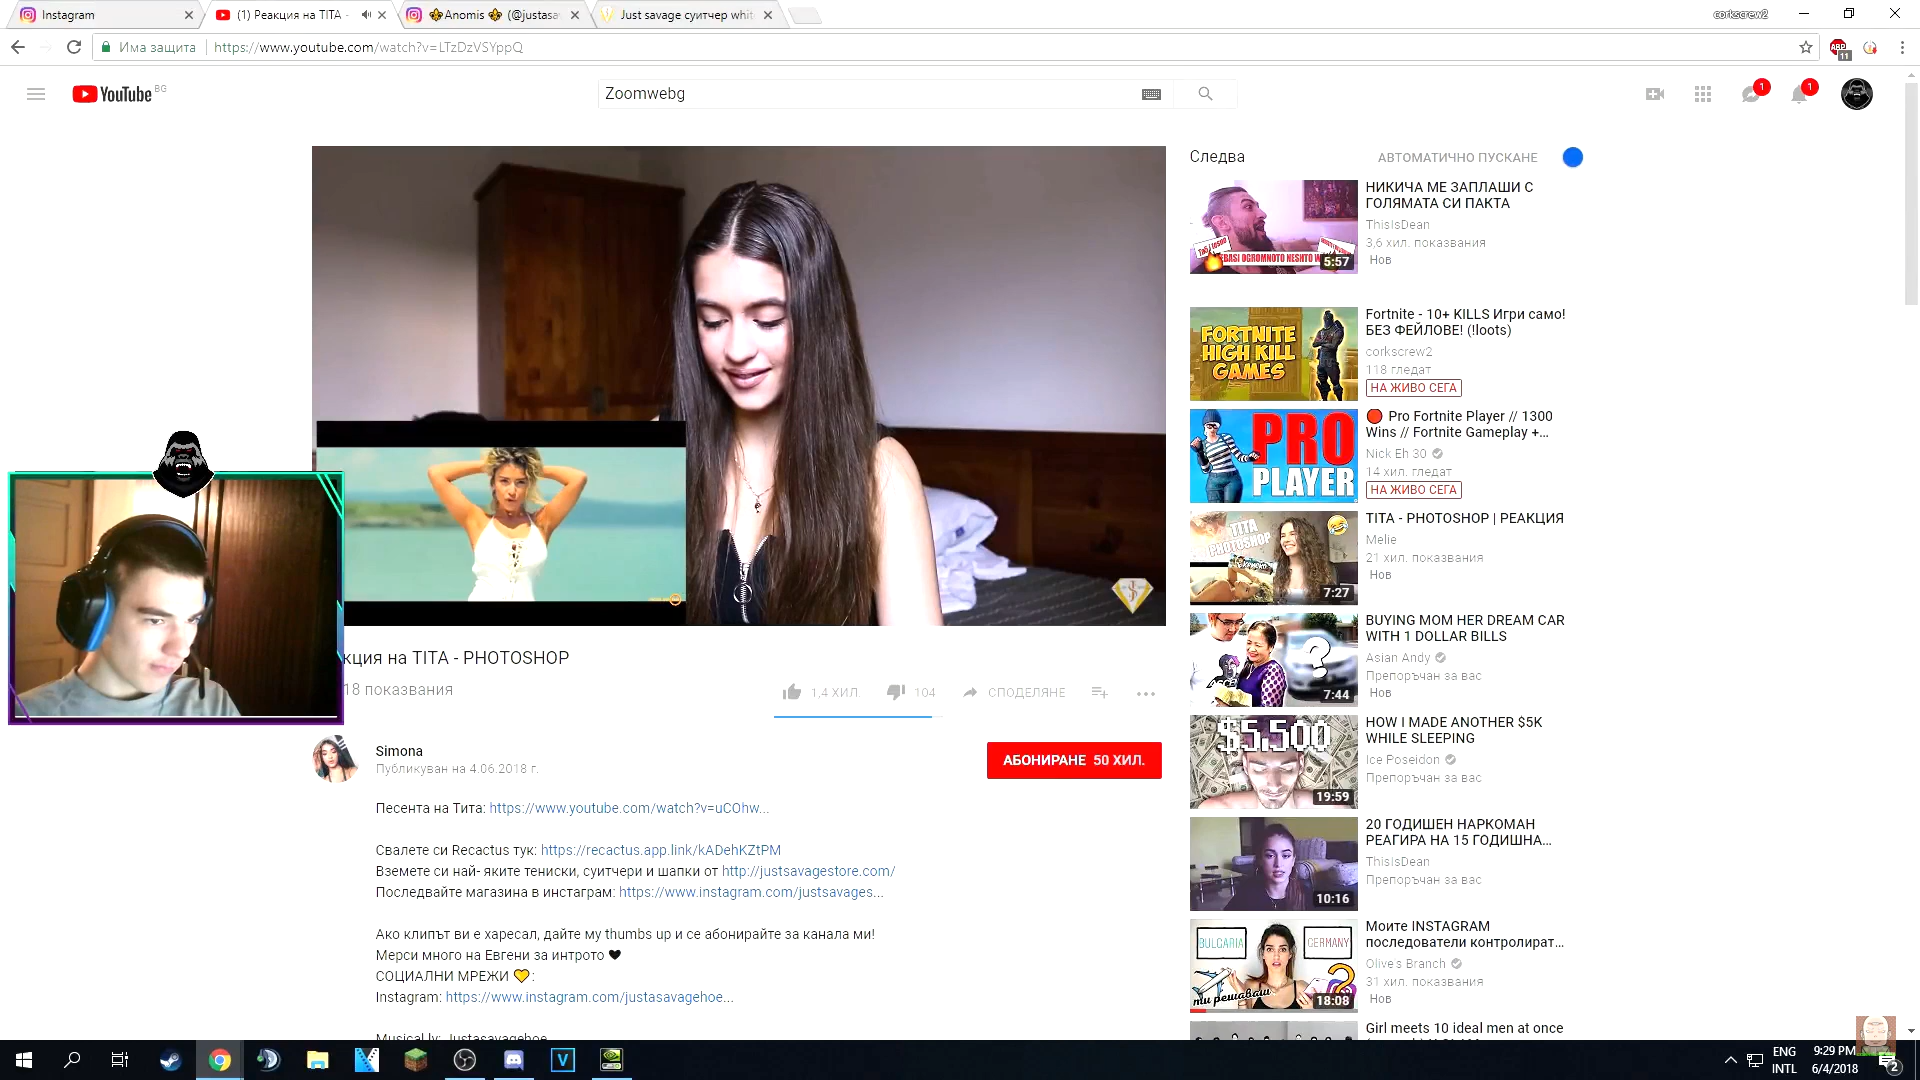 Instagram
(1) Реакция на TITA -
⚜Anomis⚜ (@justasa
Just savage суитчер whit
corkscrew2
Има защита
https://www.youtube.com/watch?v=LTzDzVSYppQ
ABP
11
YouTube BG
Zoomwebg
1
1
Следва
АВТОМАТИЧНО ПУСКАНЕ
5:57
НИКИЧА МЕ ЗАПЛАШИ С
ГОЛЯМАТА СИ ПАКТА
ThisIsDean
3,6 хил. показвания
Нов
FORTNITE
HIGH KILL
GAMES
Fortnite - 10+ KILLS Игри само!
БЕЗ ФЕЙЛОВЕ! (!loots)
corkscrew2
118 гледат
НА ЖИВО СЕГА
PRO
PLAYER
🔴 Pro Fortnite Player // 1300
Wins // Fortnite Gameplay +...
Nick Eh 30
14 хил. гледат
НА ЖИВО СЕГА
TITA
PHOTOSHOP
7:27
TITA - PHOTOSHOP | РЕАКЦИЯ
Melie
21 хил. показвания
Нов
?
7:44
BUYING MOM HER DREAM CAR
WITH 1 DOLLAR BILLS
Asian Andy
Препоръчан за вас
Нов
$5,500
19:59
HOW I MADE ANOTHER $5K
WHILE SLEEPING
Ice Poseidon
Препоръчан за вас
10:16
20 ГОДИШЕН НАРКОМАН
РЕАГИРА НА 15 ГОДИШНА...
ThisIsDean
Препоръчан за вас
BULGARIA
GERMANY
ти решаваш
?
18:08
Моите INSTAGRAM
последователи контролират...
Olive's Branch
31 хил. показвания
Нов
Girl meets 10 ideal men at once
кция на TITA - PHOTOSHOP
18 показвания
1,4 ХИЛ.
104
СПОДЕЛЯНЕ
Simona
Публикуван на 4.06.2018 г.
АБОНИРАНЕ 50 ХИЛ.
Песента на Тита: https://www.youtube.com/watch?v=uCOhw...
Свалете си Recactus тук: https://recactus.app.link/kADehKZtPM
Вземете си най- яките тениски, суитчери и шапки от http://justsavagestore.com/
Последвайте магазина в инстаграм: https://www.instagram.com/justsavages...
Ако клипът ви е харесал, дайте му thumbs up и се абонирайте за канала ми!
Мерси много на Евгени за интрото 🖤
СОЦИАЛНИ МРЕЖИ 💛:
Instagram: https://www.instagram.com/justasavagehoe...
Musical.ly: Justasavagehoe
ENG
INTL
9:29 PM
6/4/2018
2